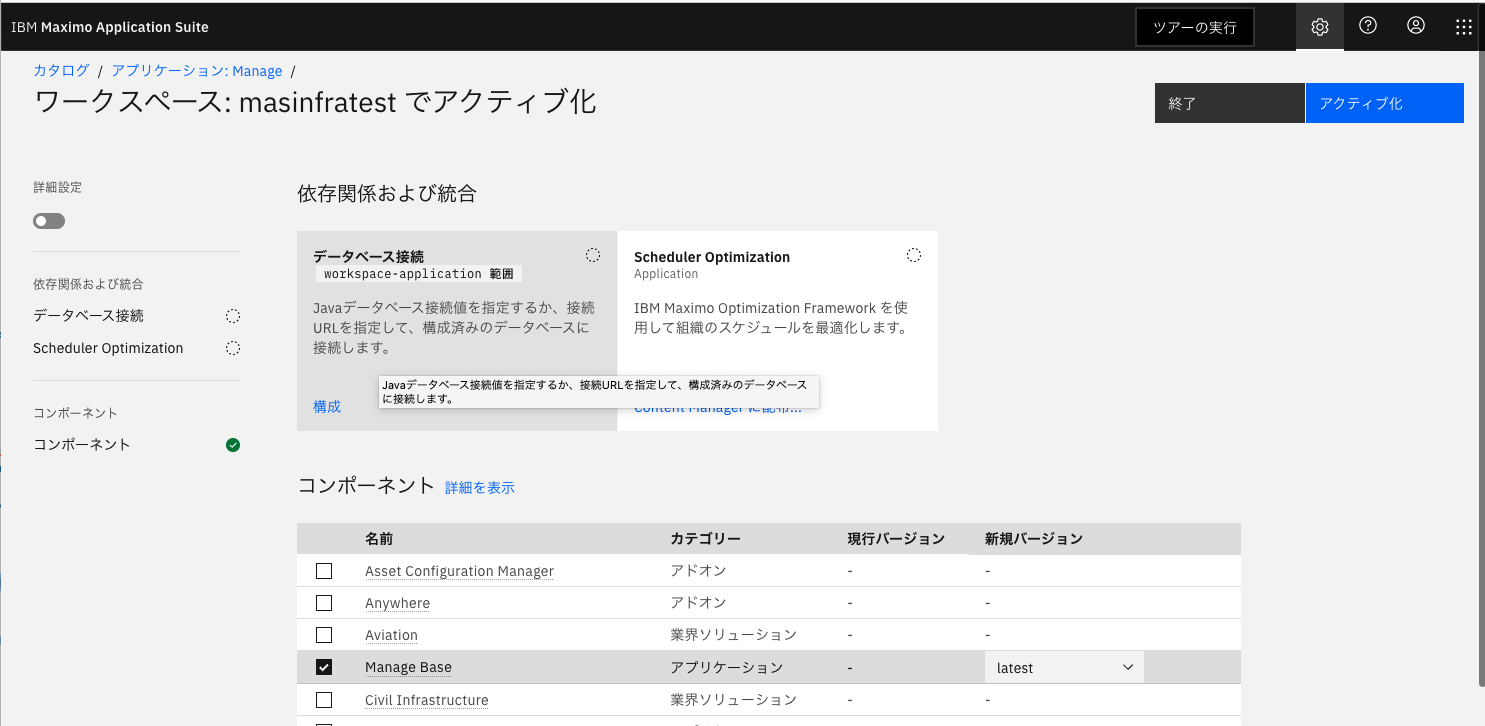 IBM Maximo Application Suite
ツアーの実行
カタログ / アプリケーション: Manage /
ワークスペース: masinfratest でアクティブ化
終了
アクティブ化
詳細設定
依存関係および統合
データベース接続
Scheduler Optimization
コンポーネント
コンポーネント
依存関係および統合
データベース接続
workspace-application 範囲
Javaデータベース接続値を指定するか、接続
URLを指定して、構成済みのデータベースに
接続します。
構成
Scheduler Optimization
Application
IBM Maximo Optimization Framework を使
用して組織のスケジュールを最適化します。
Javaデータベース接続値を指定するか、接続URLを指定して、構成済みのデータベース
に接続します。
Content Manager に配布...
コンポーネント 詳細を表示
名前 カテゴリー 現行バージョン 新規バージョン
Asset Configuration Manager アドオン - -
Anywhere アドオン - -
Aviation 業界ソリューション - -
Manage Base アプリケーション - latest
Civil Infrastructure 業界ソリューション - -